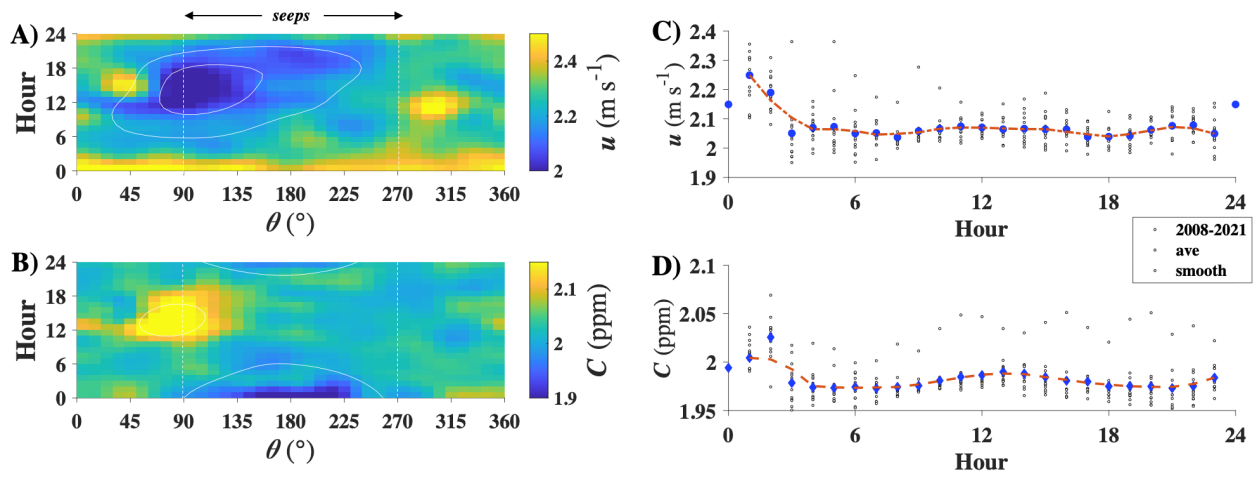 seeps
A)
24
18
12
6
0
Hour
0 45 90 135 180 225 270 315 360
θ (°)
2.4
2.2
2
u (m s⁻¹)
B)
24
18
12
6
0
Hour
0 45 90 135 180 225 270 315 360
θ (°)
2.1
2
1.9
C (ppm)
C)
2.4
2.3
2.2
2.1
2
1.9
u (m s⁻¹)
0 6 12 18 24
Hour
2008-2021
ave
smooth
D)
2.1
2.05
2
1.95
C (ppm)
0 6 12 18 24
Hour